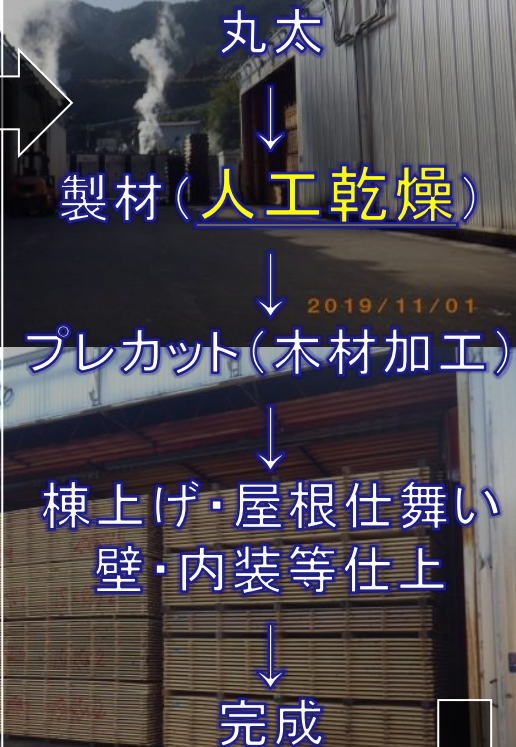 丸太
↓
製材(人工乾燥)
↓
2019/11/01
プレカット(木材加工)
↓
棟上げ・屋根仕舞い
壁・内装等仕上
↓
完成